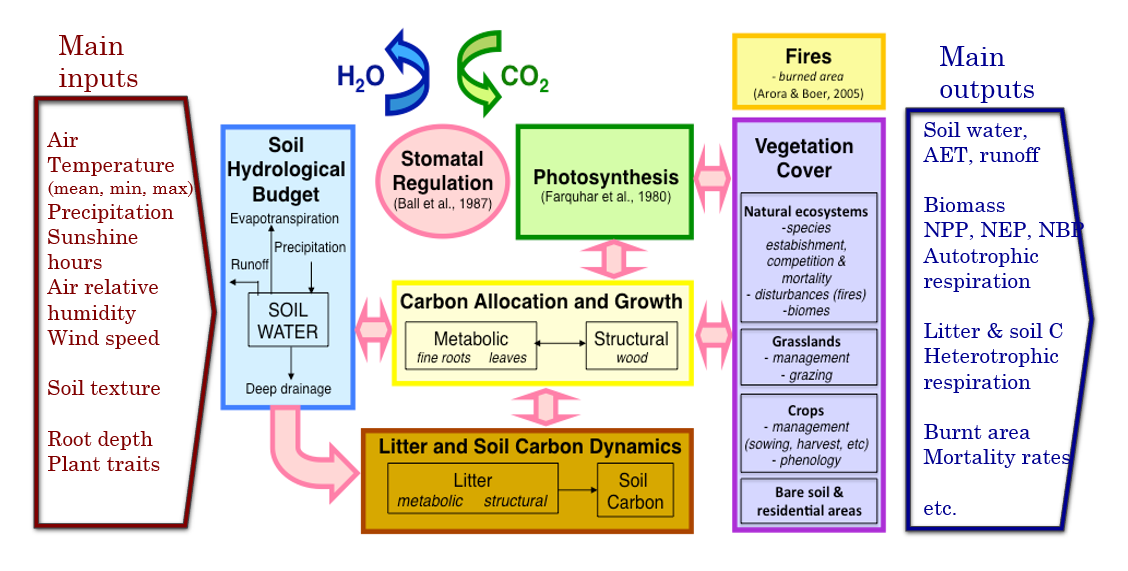 Main
inputs
Air
Temperature
(mean, min, max)
Precipitation
Sunshine
hours
Air relative
humidity
Wind speed
Soil texture
Root depth
Plant traits
H₂O
CO₂
Soil
Hydrological
Budget
Evapotranspiration
Precipitation
Runoff
SOIL
WATER
Deep drainage
Stomatal
Regulation
(Ball et al., 1987)
Photosynthesis
(Farquhar et al., 1980)
Carbon Allocation and Growth
Metabolic
fine roots leaves
Structural
wood
Litter and Soil Carbon Dynamics
Litter
metabolic structural
Soil
Carbon
Fires
- burned area
(Arora & Boer, 2005)
Vegetation
Cover
Natural ecosystems
-species
estabishment,
competition &
mortality
- disturbances (fires)
-biomes
Grasslands
- management
- grazing
Crops
- management
(sowing, harvest, etc)
- phenology
Bare soil &
residential areas
Main
outputs
Soil water,
AET, runoff
Biomass
NPP, NEP, NBP
Autotrophic
respiration
Litter & soil C
Heterotrophic
respiration
Burnt area
Mortality rates
etc.